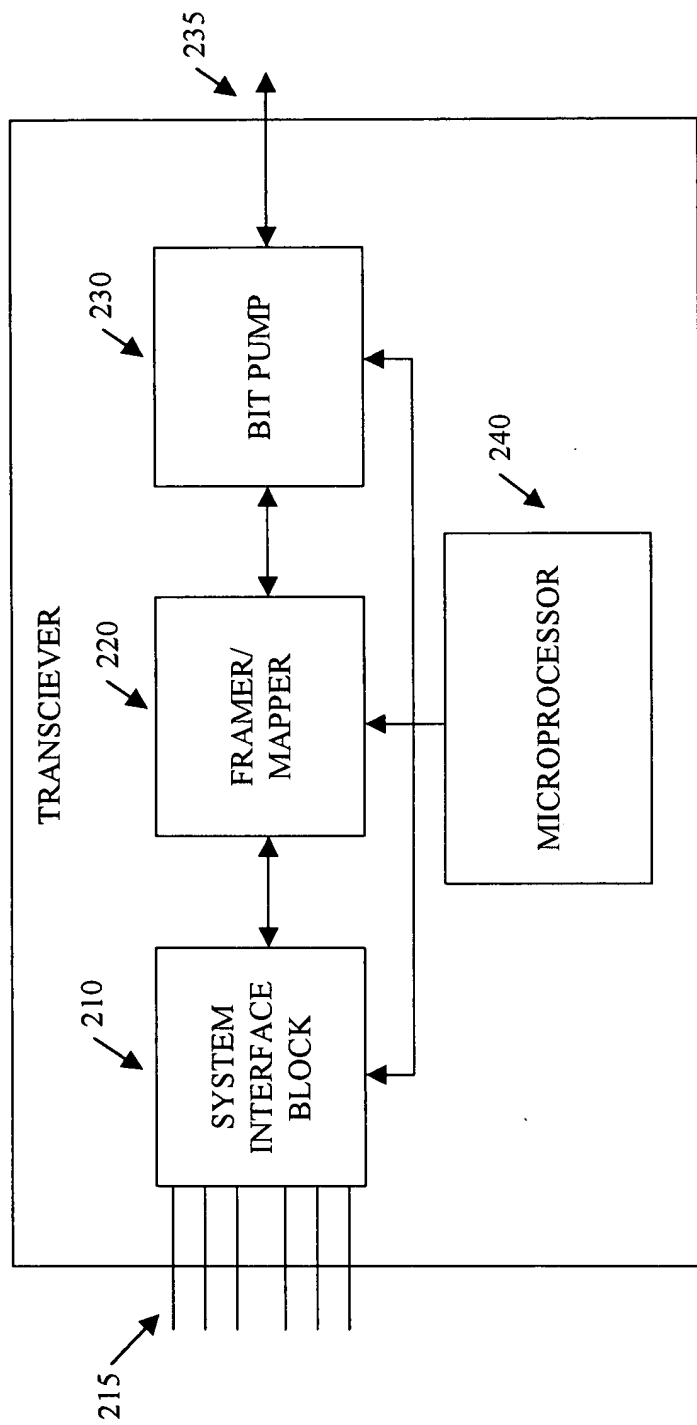 TRANSCIEVER
215
210
SYSTEM
INTERFACE
BLOCK
220
FRAMER/
MAPPER
230
BIT PUMP
235
240
MICROPROCESSOR